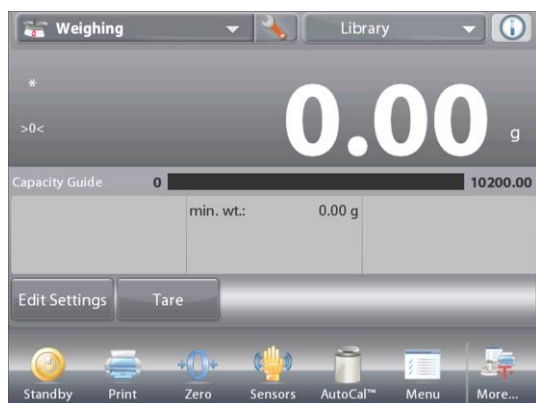 Weighing Library
*
>0<
0.00 g
Capacity Guide 0 10200.00
min. wt.: 0.00 g
Edit Settings Tare
Standby Print Zero Sensors AutoCal™ Menu More...